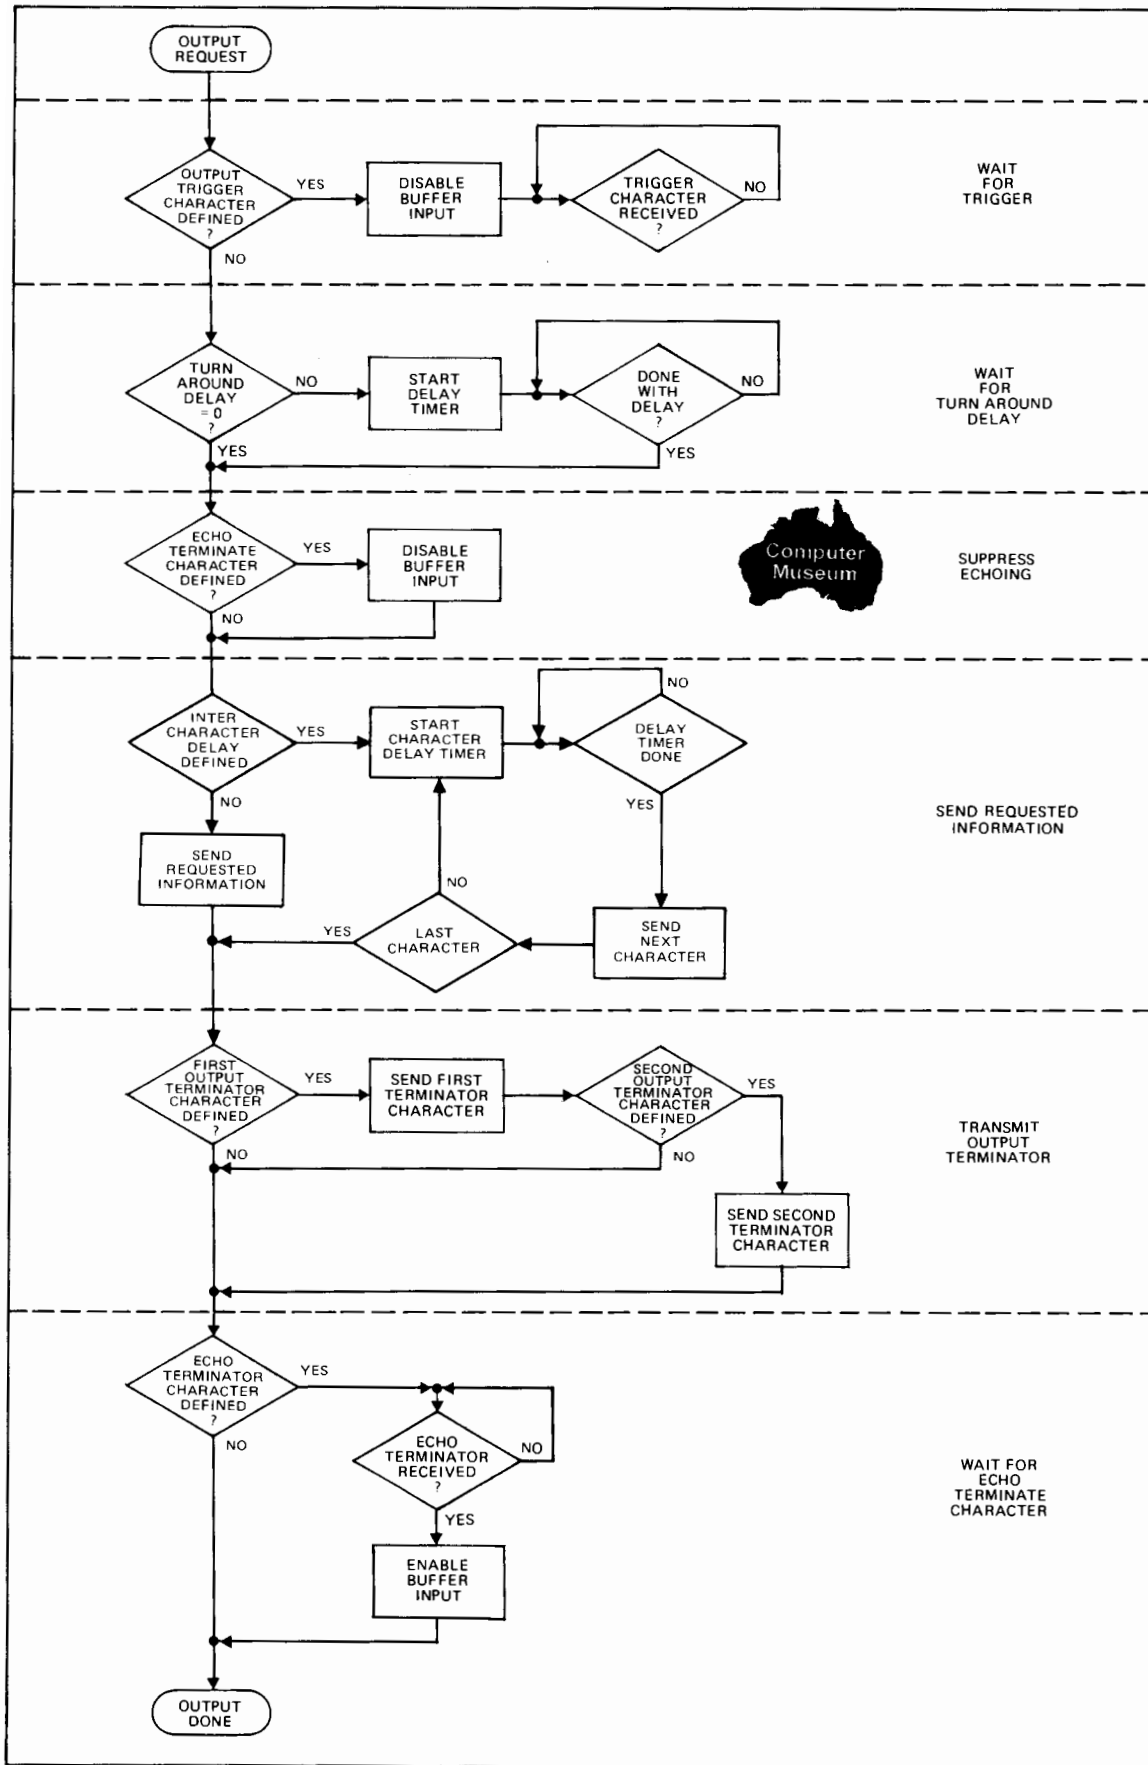 OUTPUT
REQUEST
OUTPUT
TRIGGER
CHARACTER
DEFINED
?
YES
NO
DISABLE
BUFFER
INPUT
TRIGGER
CHARACTER
RECEIVED
?
NO
WAIT
FOR
TRIGGER
TURN
AROUND
DELAY
= 0
?
NO
YES
START
DELAY
TIMER
DONE
WITH
DELAY
?
NO
YES
WAIT
FOR
TURN AROUND
DELAY
ECHO
TERMINATE
CHARACTER
DEFINED
?
YES
NO
DISABLE
BUFFER
INPUT
Computer
Museum
SUPPRESS
ECHOING
INTER
CHARACTER
DELAY
DEFINED
YES
NO
START
CHARACTER
DELAY TIMER
NO
DELAY
TIMER
DONE
YES
SEND REQUESTED
INFORMATION
SEND
REQUESTED
INFORMATION
NO
YES
LAST
CHARACTER
SEND
NEXT
CHARACTER
FIRST
OUTPUT
TERMINATOR
CHARACTER
DEFINED
?
YES
NO
SEND FIRST
TERMINATOR
CHARACTER
SECOND
OUTPUT
TERMINATOR
CHARACTER
DEFINED
?
YES
NO
TRANSMIT
OUTPUT
TERMINATOR
SEND SECOND
TERMINATOR
CHARACTER
ECHO
TERMINATOR
CHARACTER
DEFINED
?
YES
NO
ECHO
TERMINATOR
RECEIVED
?
NO
YES
WAIT FOR
ECHO
TERMINATE
CHARACTER
ENABLE
BUFFER
INPUT
OUTPUT
DONE